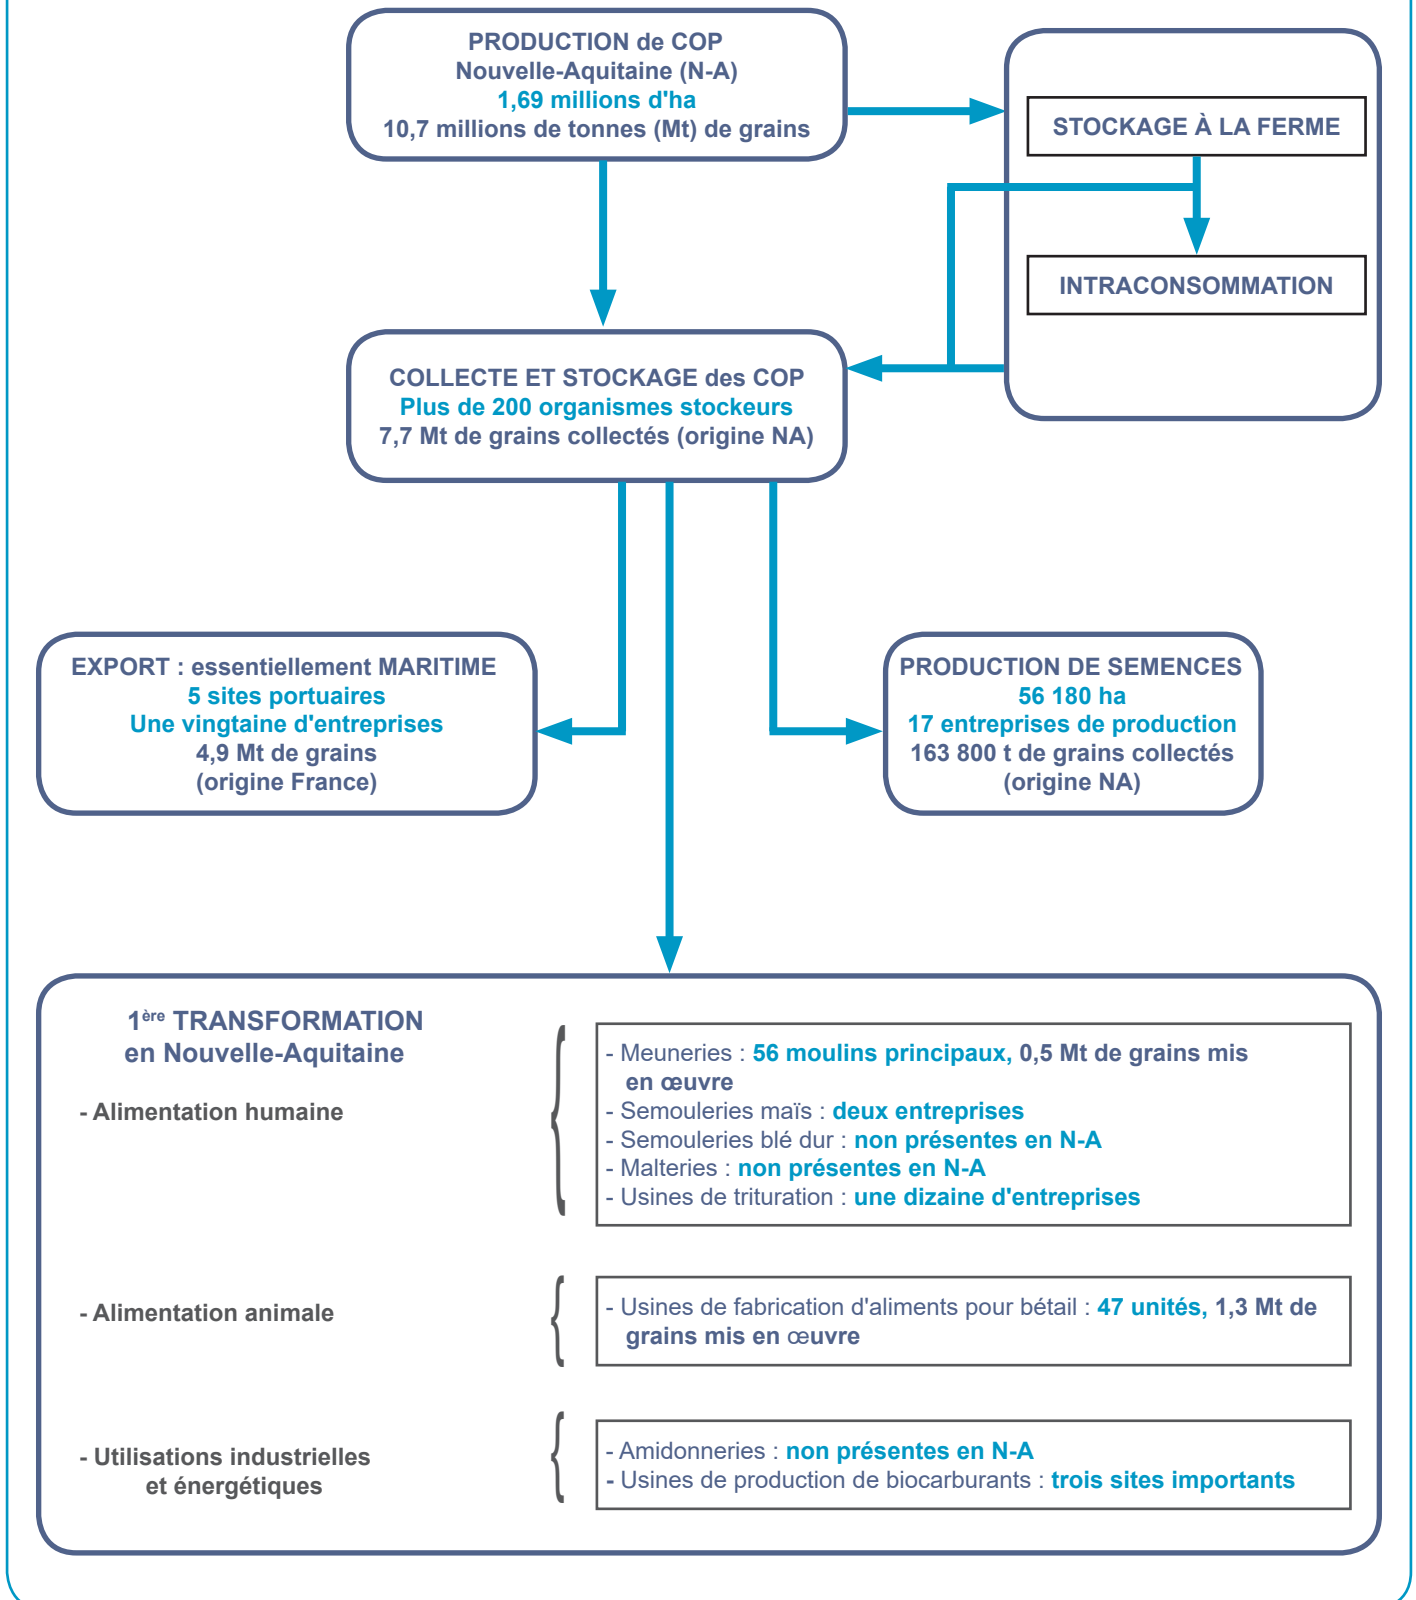 PRODUCTION de COP
Nouvelle-Aquitaine (N-A)
1,69 millions d'ha
10,7 millions de tonnes (Mt) de grains
STOCKAGE À LA FERME
INTRACONSOMMATION
COLLECTE ET STOCKAGE des COP
Plus de 200 organismes stockeurs
7,7 Mt de grains collectés (origine NA)
EXPORT : essentiellement MARITIME
5 sites portuaires
Une vingtaine d'entreprises
4,9 Mt de grains
(origine France)
PRODUCTION DE SEMENCES
56 180 ha
17 entreprises de production
163 800 t de grains collectés
(origine NA)
1ère TRANSFORMATION
en Nouvelle-Aquitaine
- Alimentation humaine
- Meuneries : 56 moulins principaux, 0,5 Mt de grains mis
en œuvre
- Semouleries maïs : deux entreprises
- Semouleries blé dur : non présentes en N-A
- Malteries : non présentes en N-A
- Usines de trituration : une dizaine d'entreprises
- Alimentation animale
- Usines de fabrication d'aliments pour bétail : 47 unités, 1,3 Mt de
grains mis en œuvre
- Utilisations industrielles
et énergétiques
- Amidonneries : non présentes en N-A
- Usines de production de biocarburants : trois sites importants